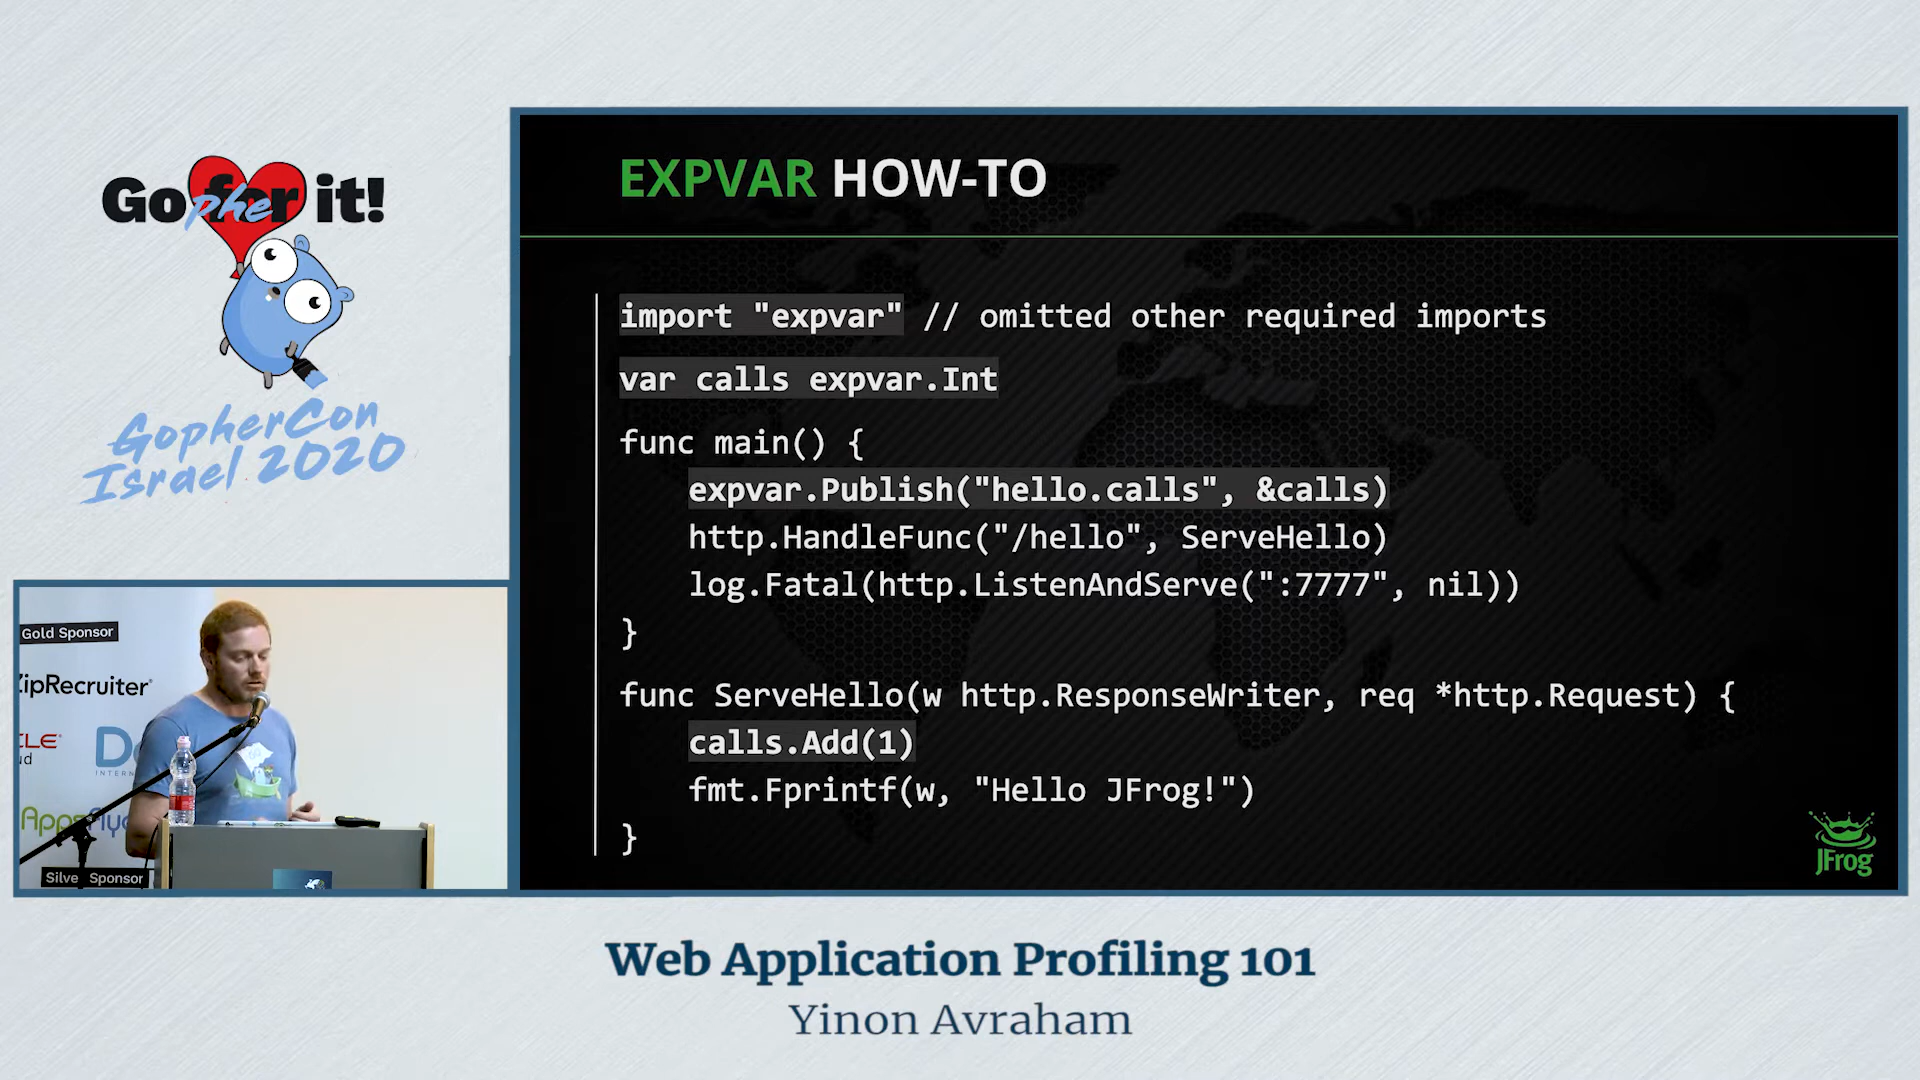 Gopher it!
GopherCon
Israel 2020
EXPVAR HOW-TO
import "expvar" // omitted other required imports
var calls expvar.Int
func main() {
expvar.Publish("hello.calls", &calls)
http.HandleFunc("/hello", ServeHello)
log.Fatal(http.ListenAndServe(":7777", nil))
}
func ServeHello(w http.ResponseWriter, req *http.Request) {
calls.Add(1)
fmt.Fprintf(w, "Hello JFrog!")
}
JFrog
Gold Sponsor
ipRecruiter
Silve Sponsor
Web Application Profiling 101
Yinon Avraham